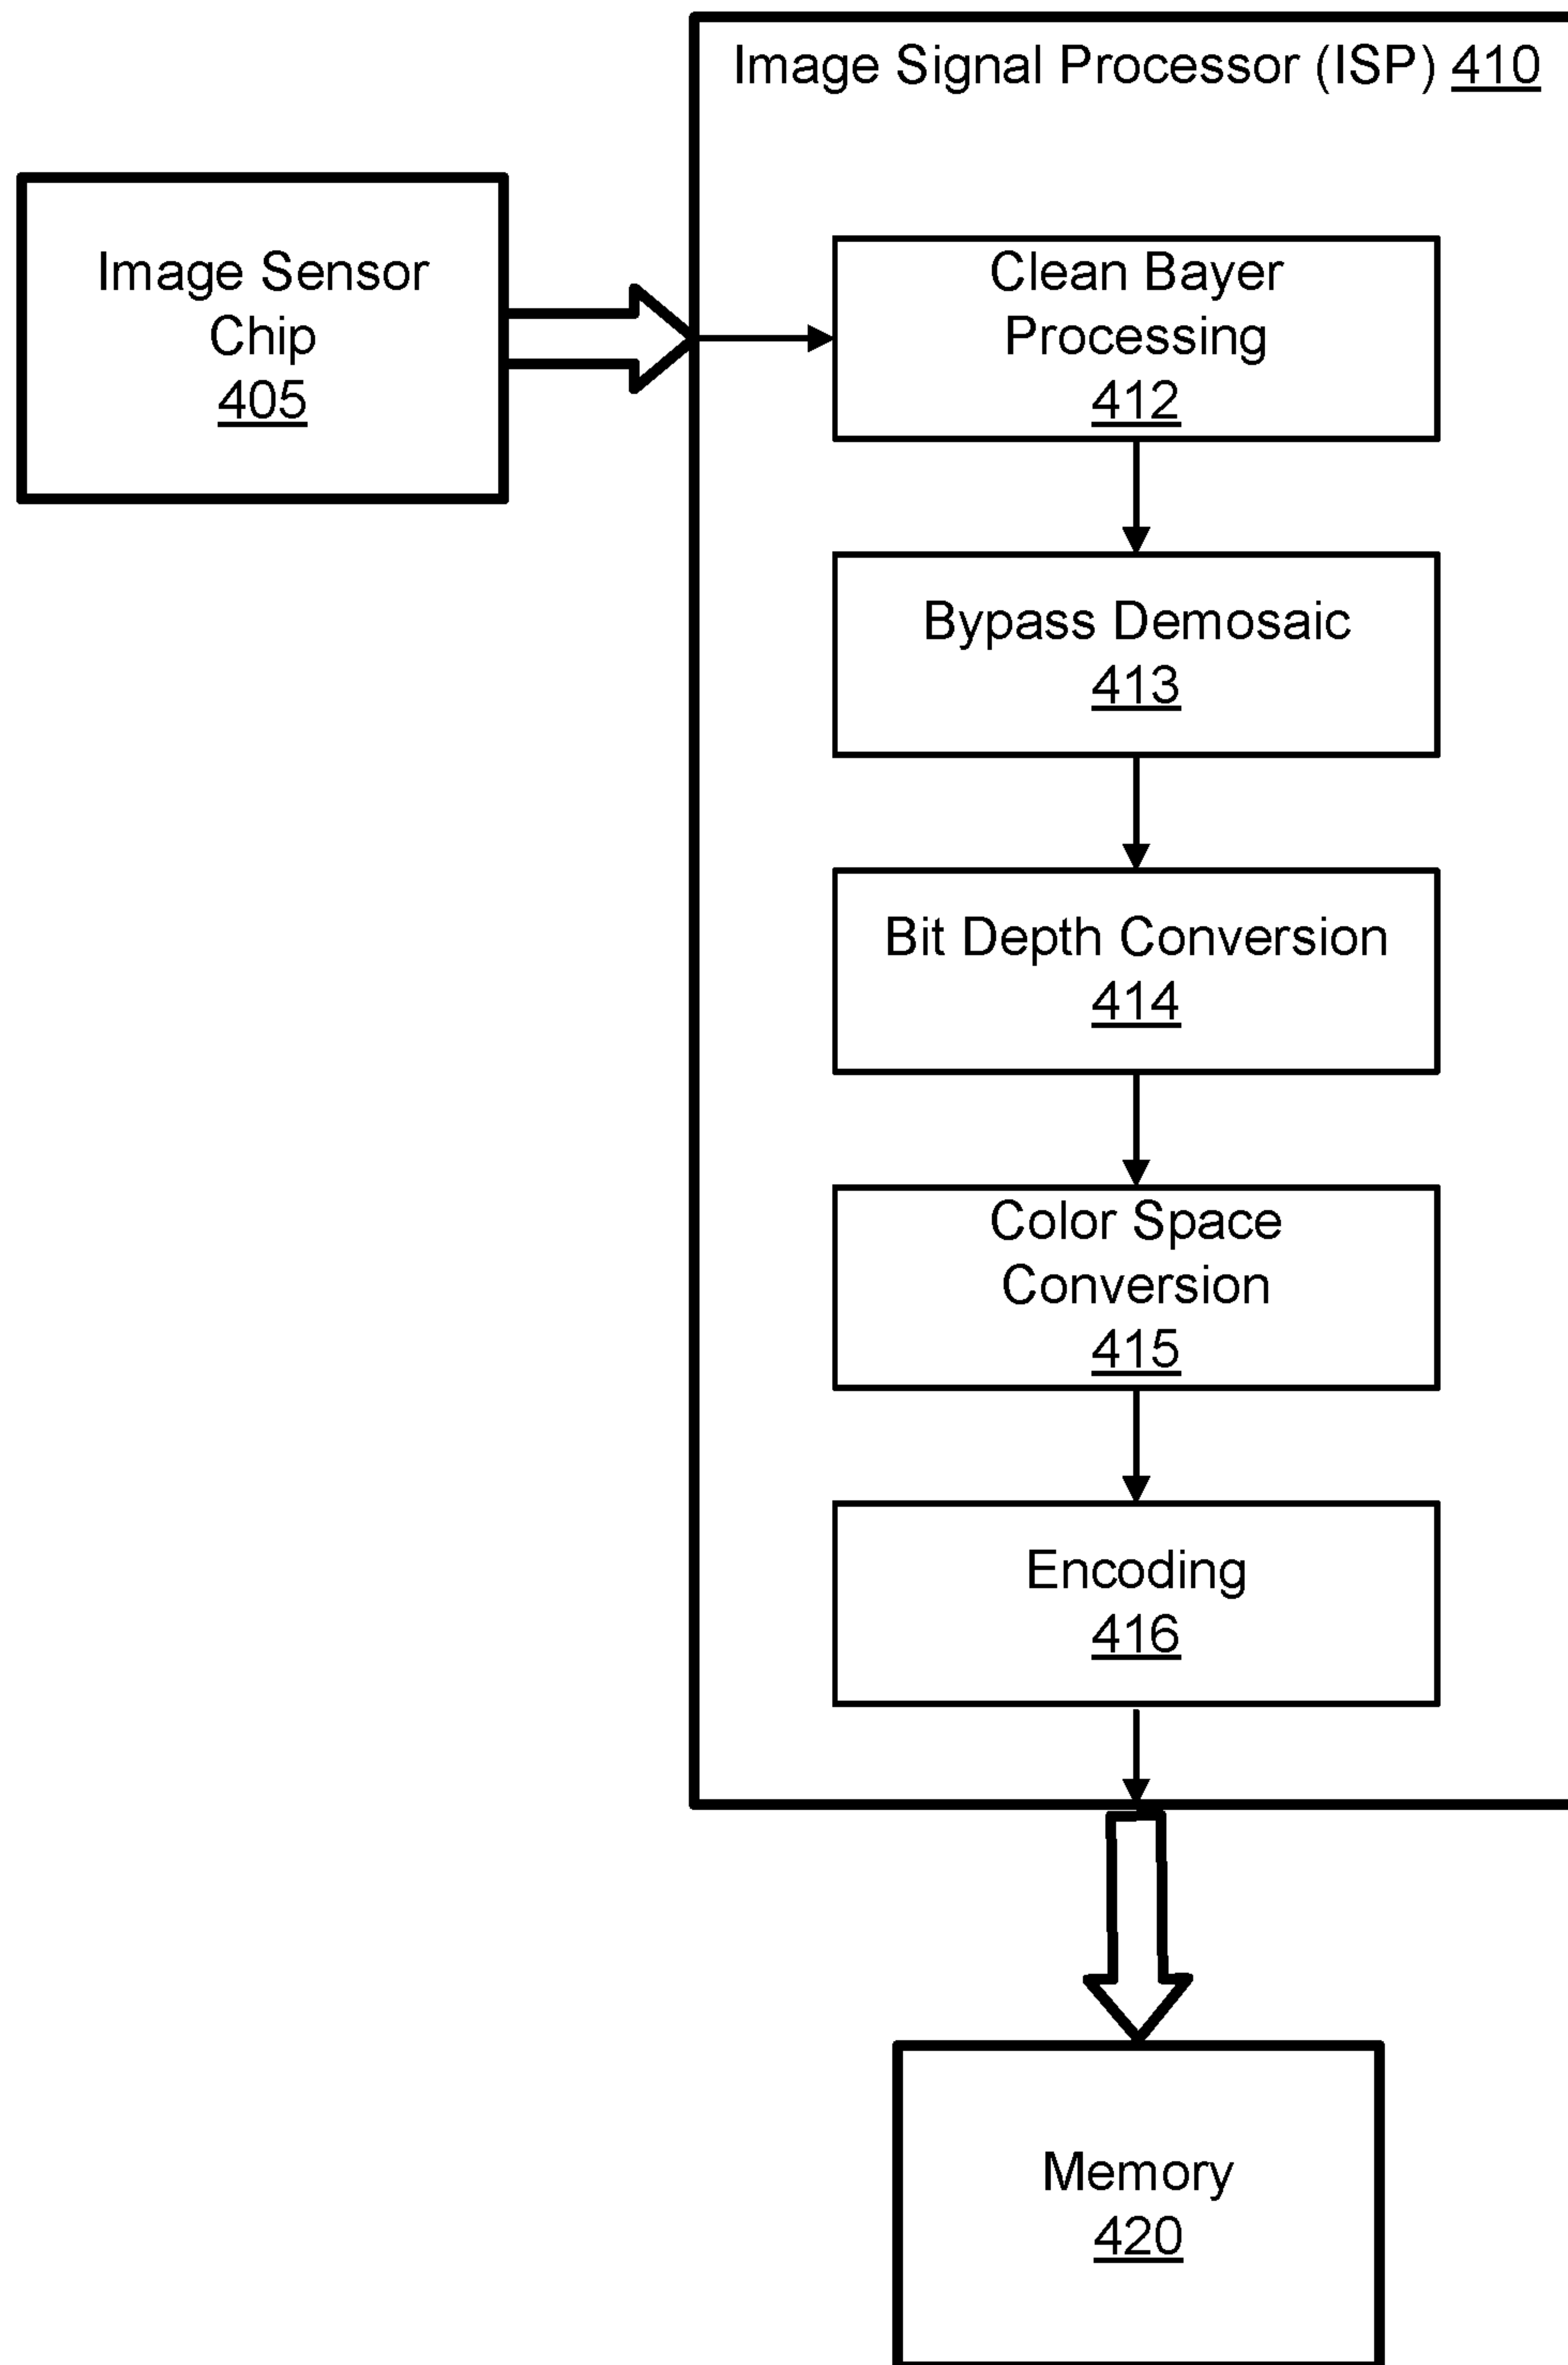 Image Signal Processor (ISP) 410
Image Sensor
Chip
405
Clean Bayer
Processing
412
Bypass Demosaic
413
Bit Depth Conversion
414
Color Space
Conversion
415
Encoding
416
Memory
420